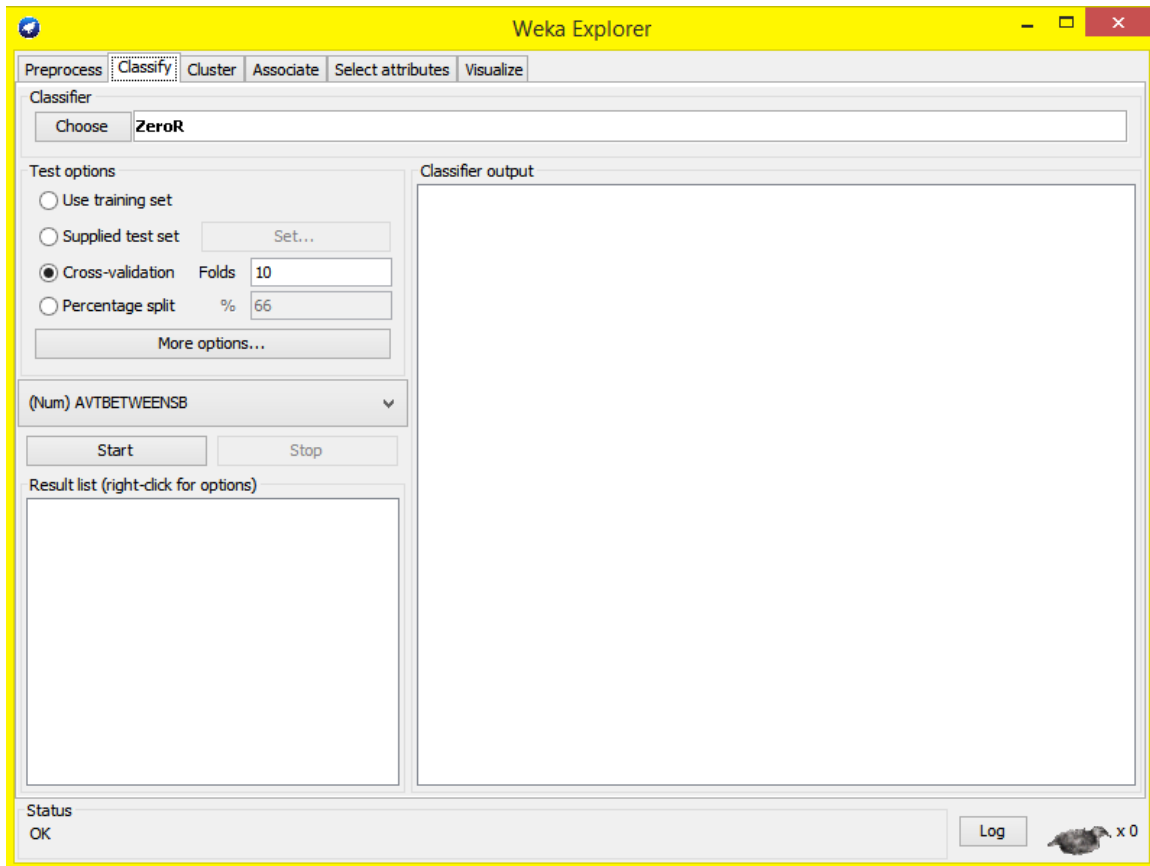 Weka Explorer
Preprocess Classify Cluster Associate Select attributes Visualize
Classifier
Choose ZeroR
Test options
Use training set
Supplied test set Set...
Cross-validation Folds 10
Percentage split % 66
More options...
(Num) AVTBETWEENSB
Start Stop
Result list (right-click for options)
Classifier output
Status
OK
Log x 0